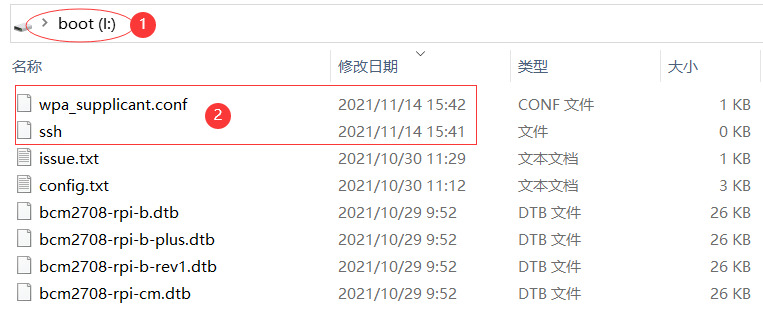 boot (I:) 1
名称 修改日期 类型 大小
wpa_supplicant.conf 2021/11/14 15:42 CONF 文件 1 KB
2
ssh 2021/11/14 15:41 文件 0 KB
issue.txt 2021/10/30 11:29 文本文档 1 KB
config.txt 2021/10/30 11:12 文本文档 3 KB
bcm2708-rpi-b.dtb 2021/10/29 9:52 DTB 文件 26 KB
bcm2708-rpi-b-plus.dtb 2021/10/29 9:52 DTB 文件 26 KB
bcm2708-rpi-b-rev1.dtb 2021/10/29 9:52 DTB 文件 26 KB
bcm2708-rpi-cm.dtb 2021/10/29 9:52 DTB 文件 26 KB